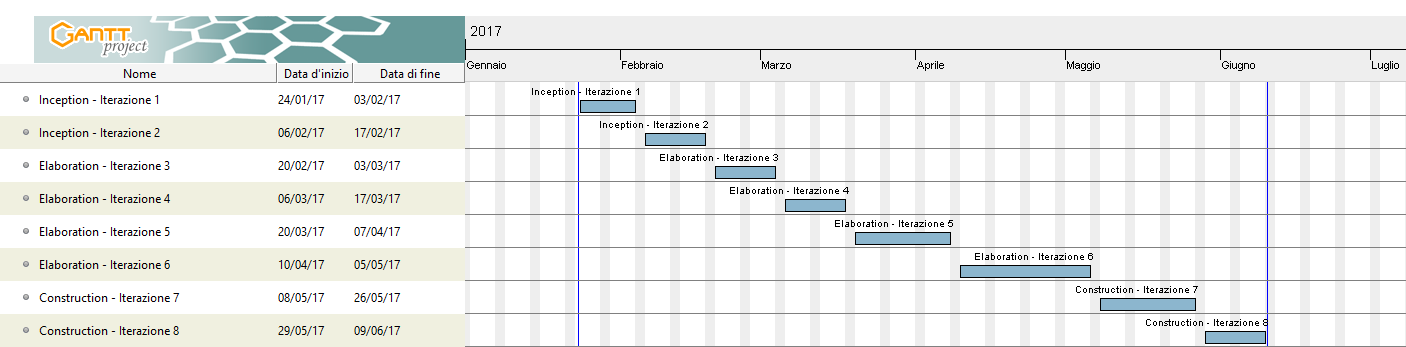 GANTT
project
2017
Gennaio Febbraio Marzo Aprile Maggio Giugno Luglio
Nome Data d'inizio Data di fine
Inception - Iterazione 1 24/01/17 03/02/17 Inception - Iterazione 1
Inception - Iterazione 2 06/02/17 17/02/17 Inception - Iterazione 2
Elaboration - Iterazione 3 20/02/17 03/03/17 Elaboration - Iterazione 3
Elaboration - Iterazione 4 06/03/17 17/03/17 Elaboration - Iterazione 4
Elaboration - Iterazione 5 20/03/17 07/04/17 Elaboration - Iterazione 5
Elaboration - Iterazione 6 10/04/17 05/05/17 Elaboration - Iterazione 6
Construction - Iterazione 7 08/05/17 26/05/17 Construction - Iterazione 7
Construction - Iterazione 8 29/05/17 09/06/17 Construction - Iterazione 8